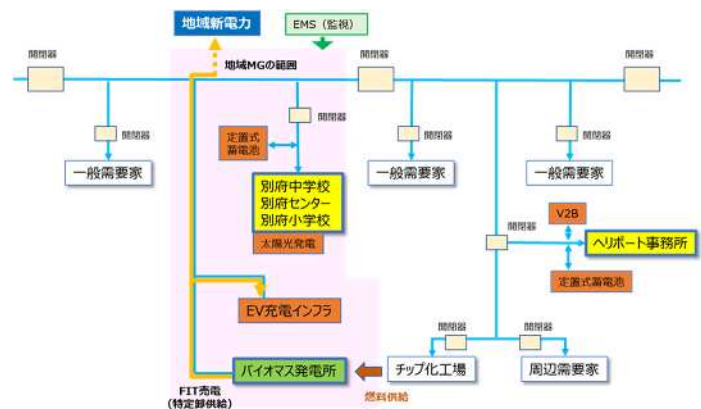 地域新電力
EMS（監視）
開閉器
地域MGの範囲
開閉器
開閉器
開閉器
開閉器
開閉器
開閉器
定置式
蓄電池
一般需要家
別府中学校
別府センター
別府小学校
一般需要家
一般需要家
太陽光発電
V2B
開閉器
ヘリポート事務所
定置式蓄電池
EV充電インフラ
開閉器
開閉器
バイオマス発電所
チップ化工場
周辺需要家
FIT売電
（特定卸供給）
燃料供給